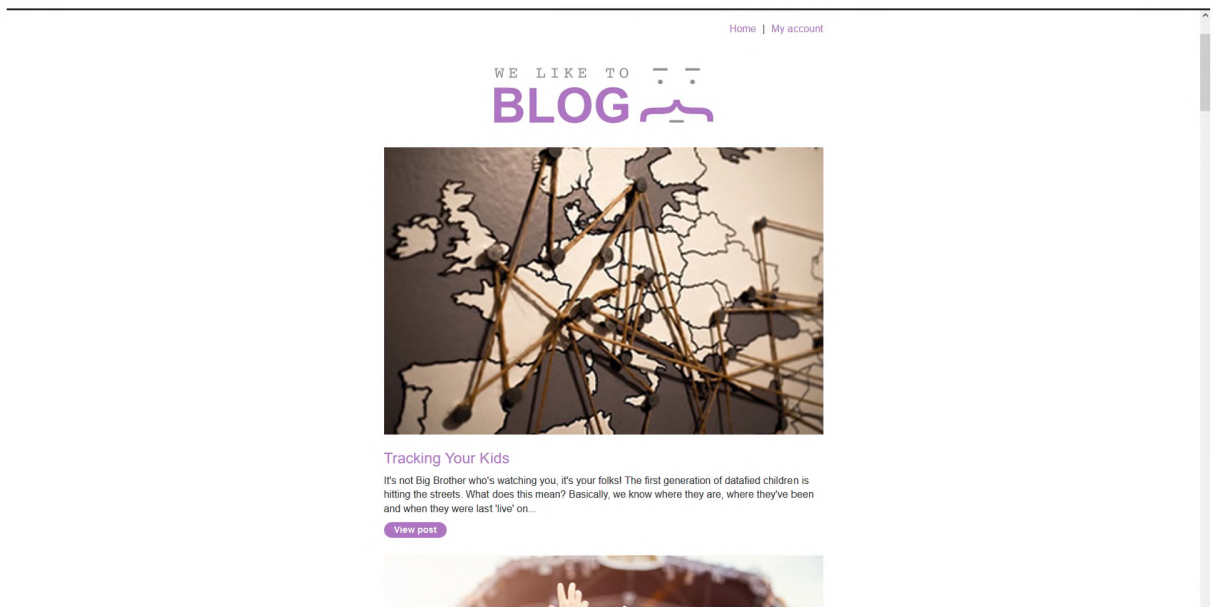 Home | My account
WE LIKE TO
BLOG
Tracking Your Kids
It's not Big Brother who's watching you, it's your folks! The first generation of datafied children is
hitting the streets. What does this mean? Basically, we know where they are, where they've been
and when they were last 'live' on...
View post